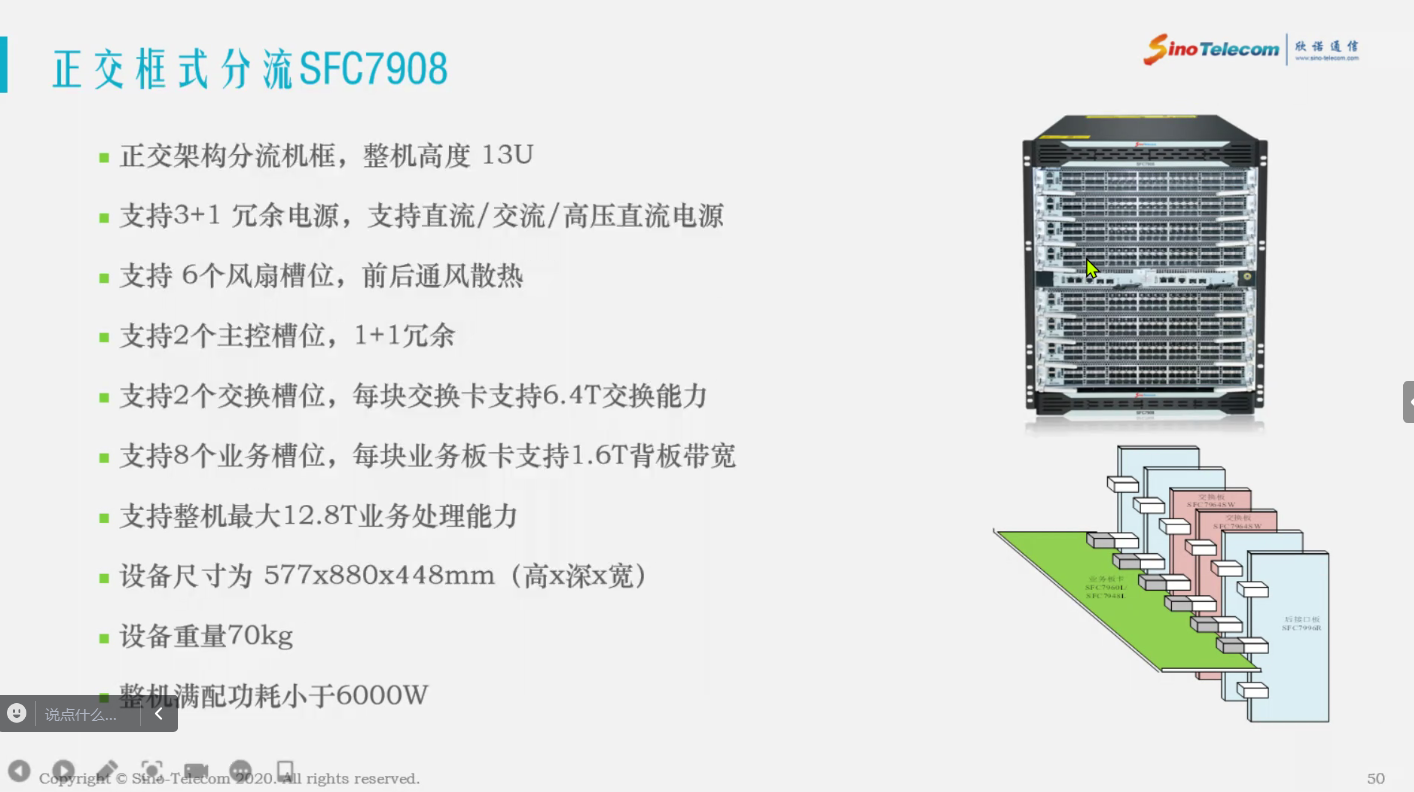 正交框式分流SFC7908
SinoTelecom 欣诺通信
www.sino-telecom.com
正交架构分流机框，整机高度 13U
支持3+1 冗余电源，支持直流/交流/高压直流电源
支持 6个风扇槽位，前后通风散热
支持2个主控槽位，1+1冗余
支持2个交换槽位，每块交换卡支持6.4T交换能力
支持8个业务槽位，每块业务板卡支持1.6T背板带宽
支持整机最大12.8T业务处理能力
设备尺寸为 577x880x448mm（高x深x宽）
设备重量70kg
整机满配功耗小于6000W
交换板
SFC7964SW
交换板
SFC7964SW
业务板卡
后接口板
SFC7996R
说点什么...
Copyright © Sino-Telecom 2020. All rights reserved.
50